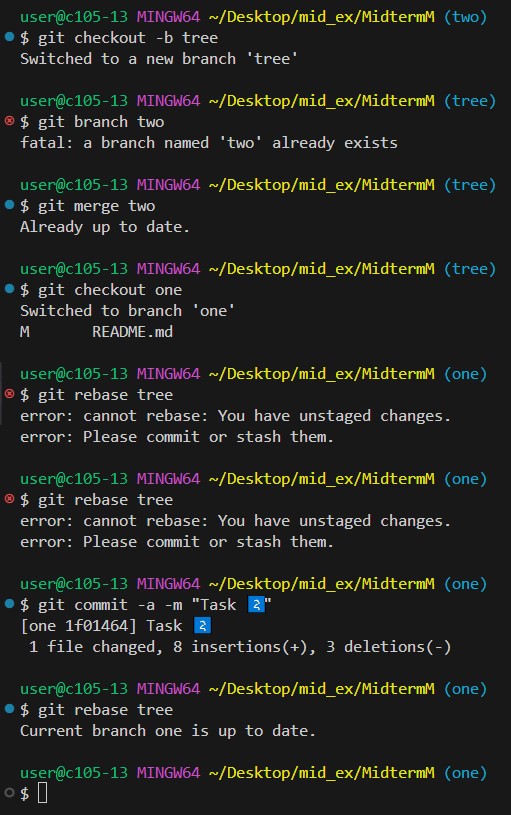 user@c105-13 MINGW64 ~/Desktop/mid_ex/MidtermM (two)
$ git checkout -b tree
Switched to a new branch 'tree'
user@c105-13 MINGW64 ~/Desktop/mid_ex/MidtermM (tree)
$ git branch two
fatal: a branch named 'two' already exists
user@c105-13 MINGW64 ~/Desktop/mid_ex/MidtermM (tree)
$ git merge two
Already up to date.
user@c105-13 MINGW64 ~/Desktop/mid_ex/MidtermM (tree)
$ git checkout one
Switched to branch 'one'
M       README.md
user@c105-13 MINGW64 ~/Desktop/mid_ex/MidtermM (one)
$ git rebase tree
error: cannot rebase: You have unstaged changes.
error: Please commit or stash them.
user@c105-13 MINGW64 ~/Desktop/mid_ex/MidtermM (one)
$ git rebase tree
error: cannot rebase: You have unstaged changes.
error: Please commit or stash them.
user@c105-13 MINGW64 ~/Desktop/mid_ex/MidtermM (one)
$ git commit -a -m "Task 2️⃣"
[one 1f01464] Task 2️⃣
1 file changed, 8 insertions(+), 3 deletions(-)
user@c105-13 MINGW64 ~/Desktop/mid_ex/MidtermM (one)
$ git rebase tree
Current branch one is up to date.
user@c105-13 MINGW64 ~/Desktop/mid_ex/MidtermM (one)
$